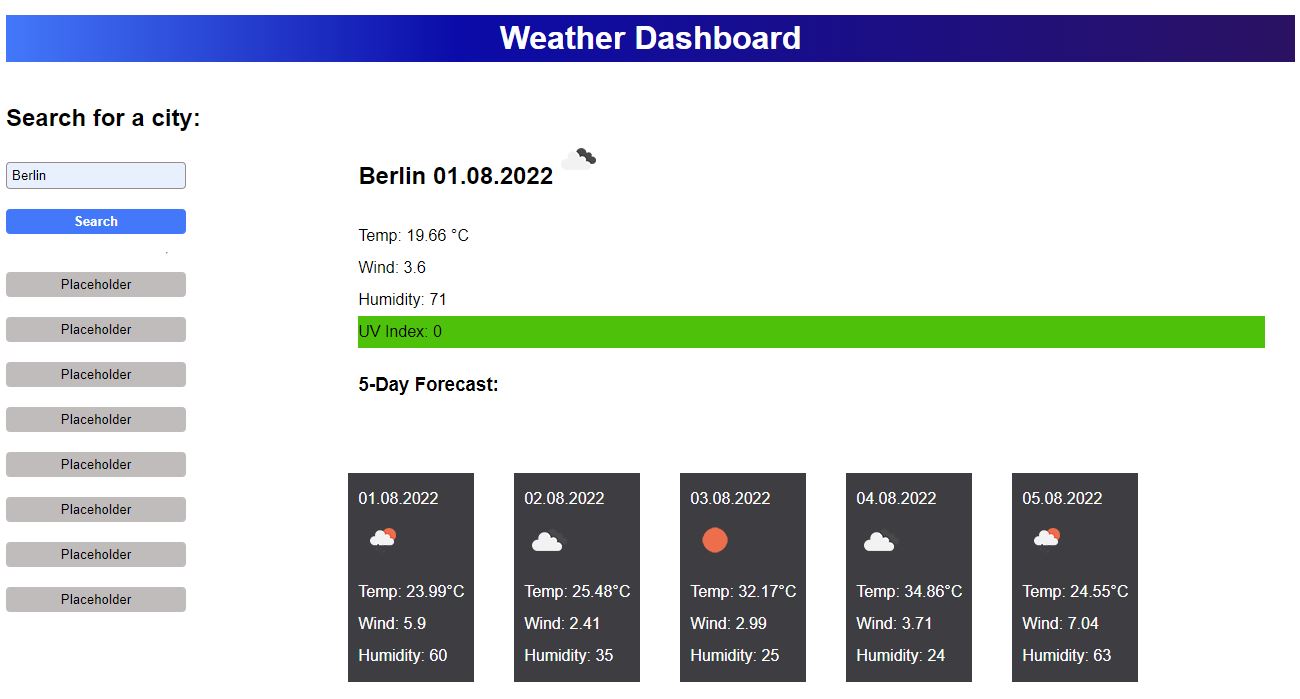 Weather Dashboard
Search for a city:
Berlin
Search
Placeholder
Placeholder
Placeholder
Placeholder
Placeholder
Placeholder
Placeholder
Placeholder
Berlin 01.08.2022
Temp: 19.66 °C
Wind: 3.6
Humidity: 71
UV Index: 0
5-Day Forecast:
01.08.2022
Temp: 23.99°C
Wind: 5.9
Humidity: 60
02.08.2022
Temp: 25.48°C
Wind: 2.41
Humidity: 35
03.08.2022
Temp: 32.17°C
Wind: 2.99
Humidity: 25
04.08.2022
Temp: 34.86°C
Wind: 3.71
Humidity: 24
05.08.2022
Temp: 24.55°C
Wind: 7.04
Humidity: 63